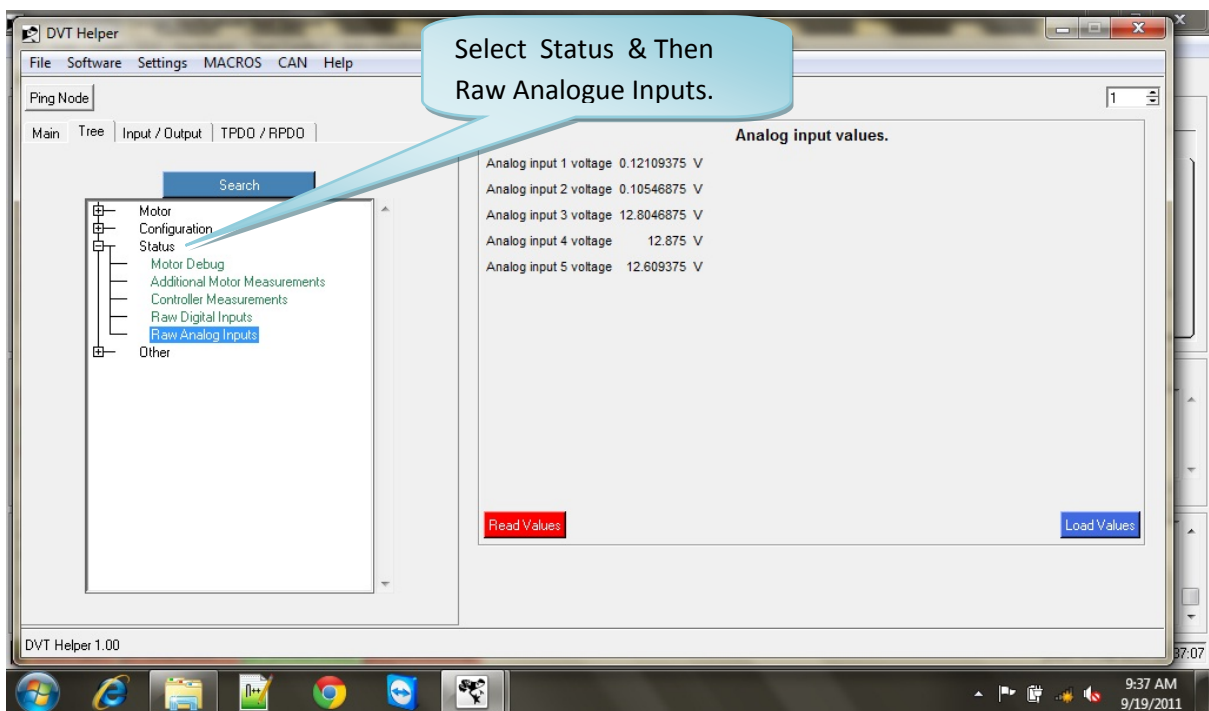 DVT Helper
Select Status & Then
Raw Analogue Inputs.
File Software Settings MACROS CAN Help
Ping Node
1
Main Tree Input / Output TPDO / RPDO
Analog input values.
Search
Motor
Configuration
Status
Motor Debug
Additional Motor Measurements
Controller Measurements
Raw Digital Inputs
Raw Analog Inputs
Other
Analog input 1 voltage 0.12109375 V
Analog input 2 voltage 0.10546875 V
Analog input 3 voltage 12.8046875 V
Analog input 4 voltage 12.875 V
Analog input 5 voltage 12.609375 V
Read Values
Load Values
DVT Helper 1.00
37:07
9:37 AM
9/19/2011